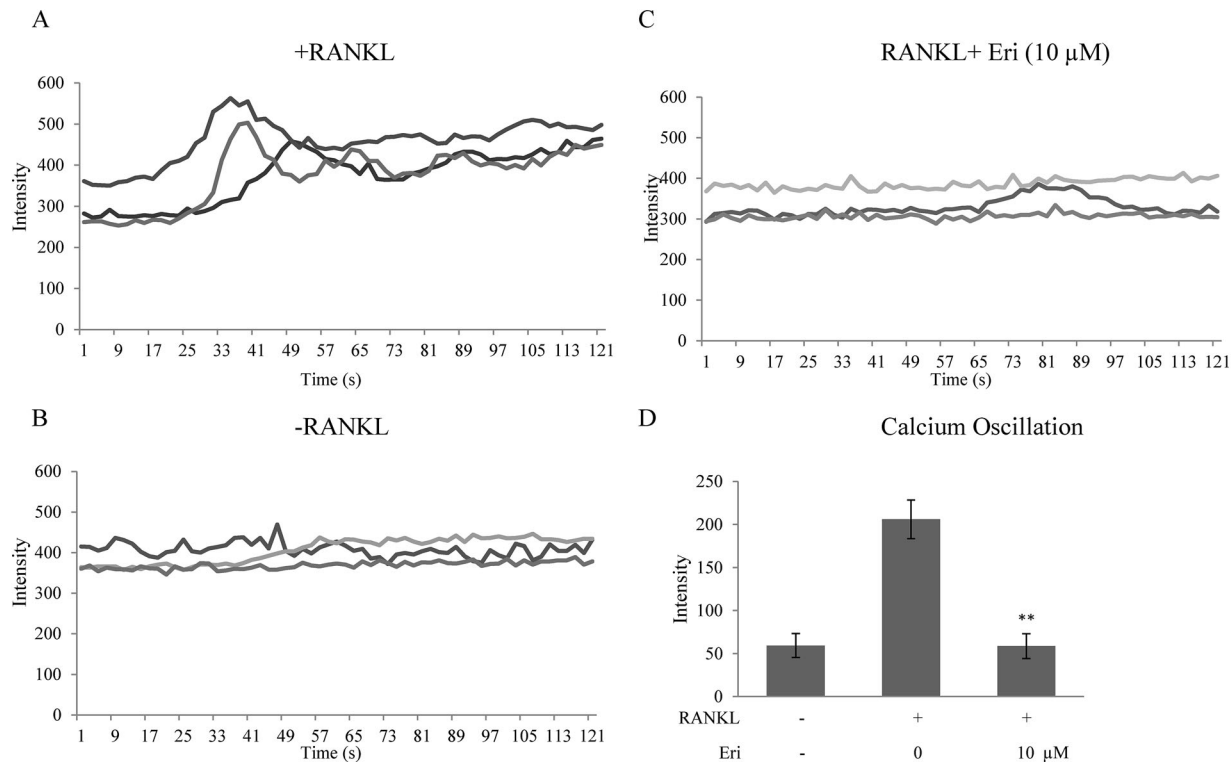 A
+RANKL
600
500
400
300
200
100
0
Intensity
1 9 17 25 33 41 49 57 65 73 81 89 97 105 113 121
Time (s)
B
-RANKL
600
500
400
300
200
100
0
Intensity
1 9 17 25 33 41 49 57 65 73 81 89 97 105 113 121
Time (s)
C
RANKL+ Eri (10 µM)
600
500
400
300
200
100
0
Intensity
1 9 17 25 33 41 49 57 65 73 81 89 97 105 113 121
Time (s)
D
Calcium Oscillation
250
200
150
100
50
0
Intensity
**
RANKL - + +
Eri - 0 10 µM